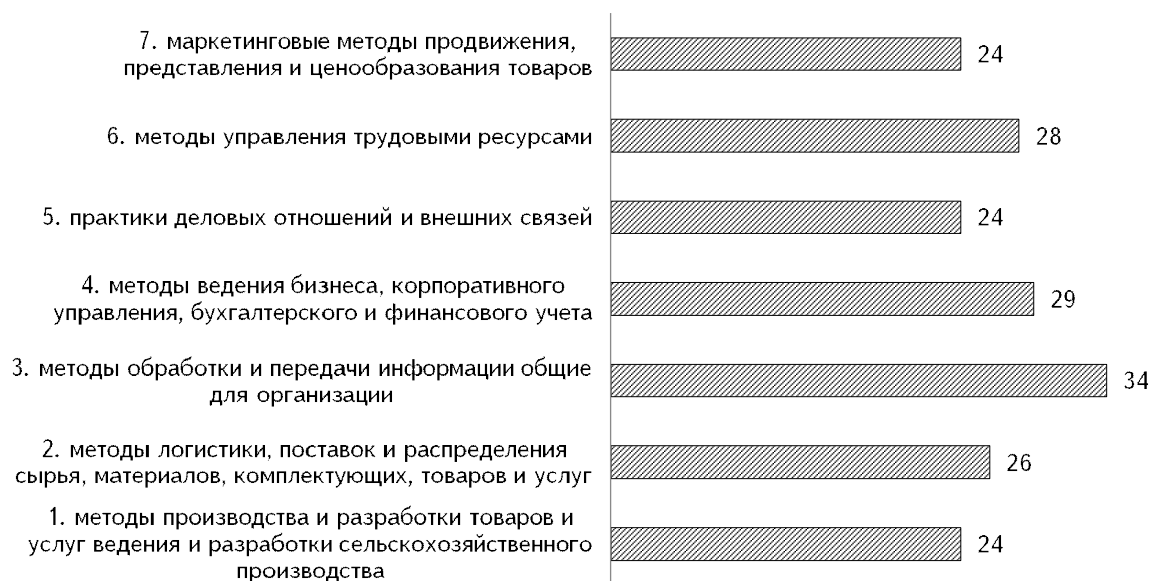 7. маркетинговые методы продвижения,
представления и ценообразования товаров
24
6. методы управления трудовыми ресурсами
28
5. практики деловых отношений и внешних связей
24
4. методы ведения бизнеса, корпоративного
управления, бухгалтерского и финансового учета
29
3. методы обработки и передачи информации общие
для организации
34
2. методы логистики, поставок и распределения
сырья, материалов, комплектующих, товаров и услуг
26
1. методы производства и разработки товаров и
услуг ведения и разработки сельскохозяйственного
производства
24